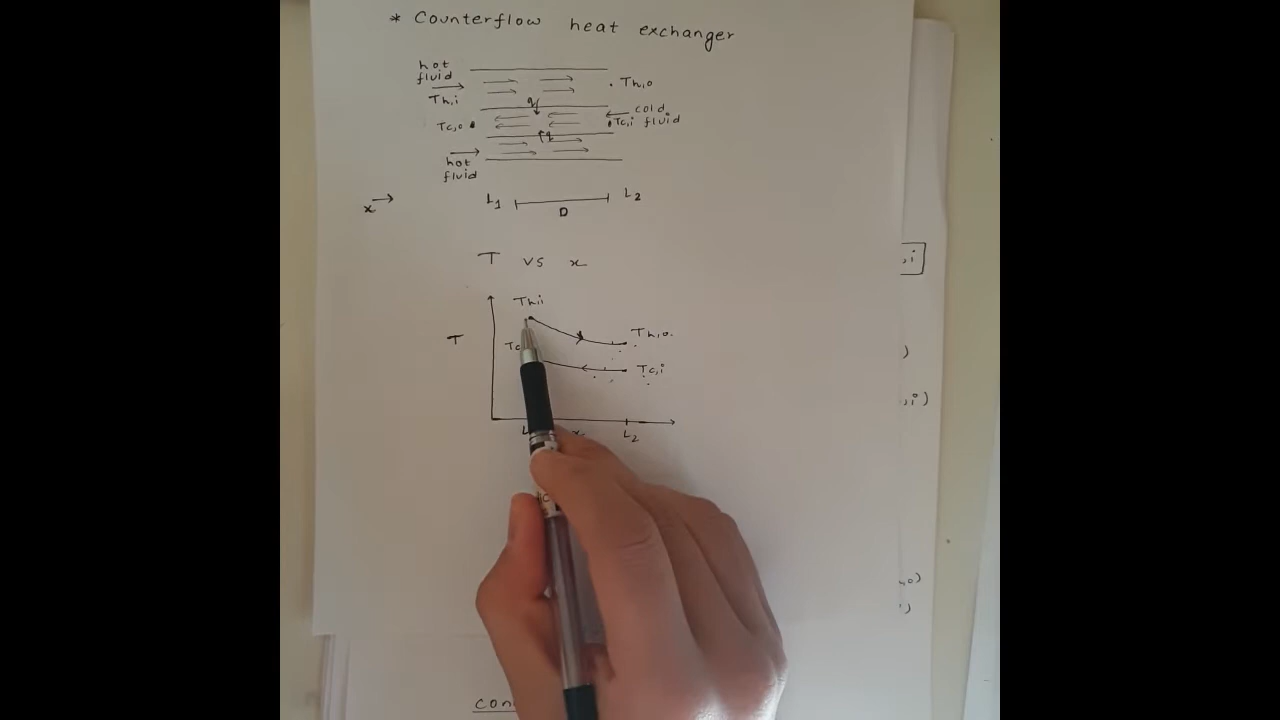 * Counterflow heat exchanger
hot
fluid
Th,i
Th,o
q
cold
Tc,o
Tc,i fluid
q
hot
fluid
x
L1
L2
D
T vs x
Th,i
T
Th,o.
Tc,i
x
L2
,i
)
,i)
,o)
)